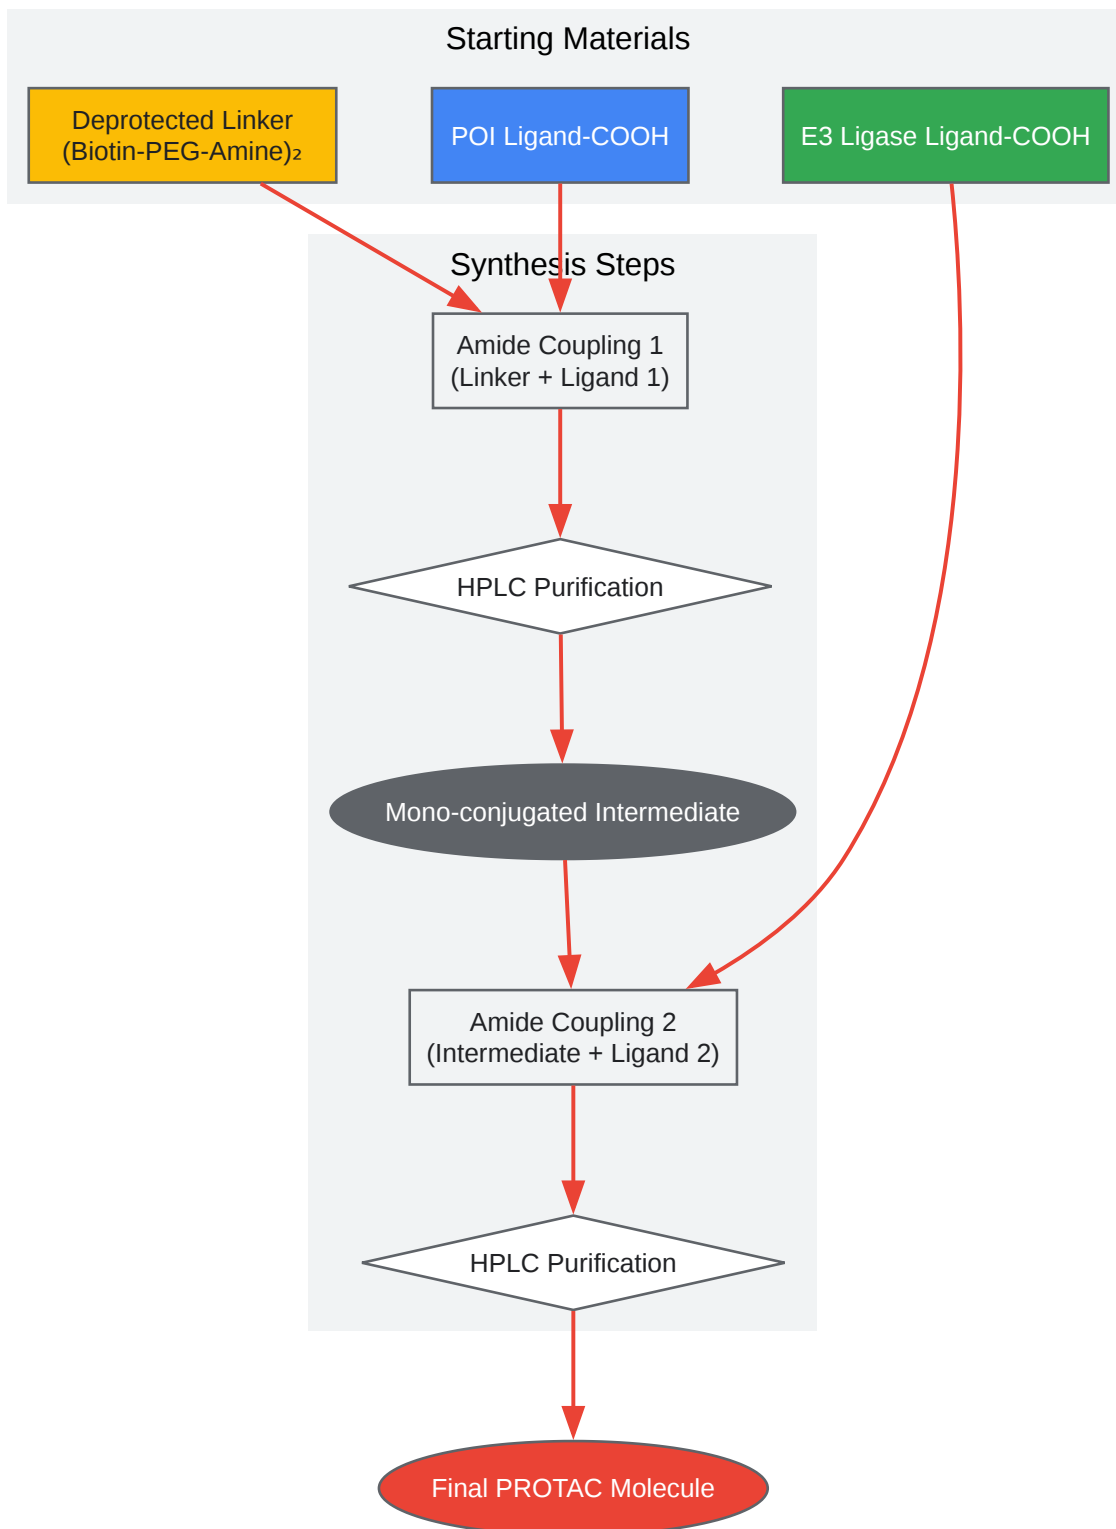 Starting Materials
Deprotected Linker
(Biotin-PEG-Amine)₂
POI Ligand-COOH
E3 Ligase Ligand-COOH
Synthesis Steps
Amide Coupling 1
(Linker + Ligand 1)
HPLC Purification
Mono-conjugated Intermediate
Amide Coupling 2
(Intermediate + Ligand 2)
HPLC Purification
Final PROTAC Molecule